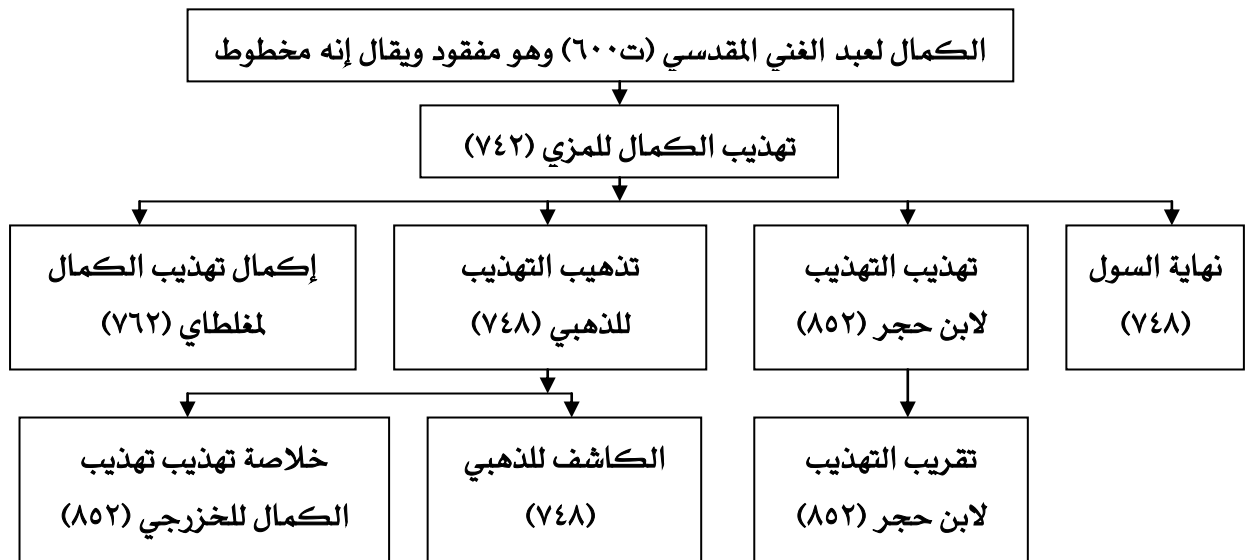 الكمال لعبد الغني المقدسي (ت٦٠٠) وهو مفقود ويقال إنه مخطوط
تهذيب الكمال للمزي (٧٤٢)
نهاية السول
(٧٤٨)
تهذيب التهذيب
لابن حجر (٨٥٢)
تذهيب التهذيب
للذهبي (٧٤٨)
إكمال تهذيب الكمال
لمغلطاي (٧٦٢)
تقريب التهذيب
لابن حجر (٨٥٢)
الكاشف للذهبي
(٧٤٨)
خلاصة تهذيب تهذيب
الكمال للخزرجي (٨٥٢)